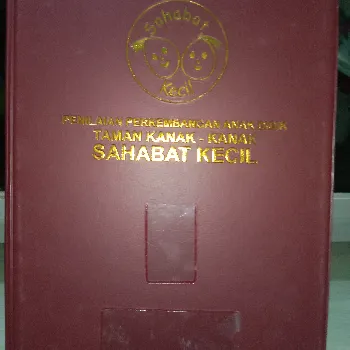 Sahabat
Kecil
PENILAIAN PERKEMBANGAN ANAK DIDIK
TAMAN KANAK - KANAK
SAHABAT KECIL